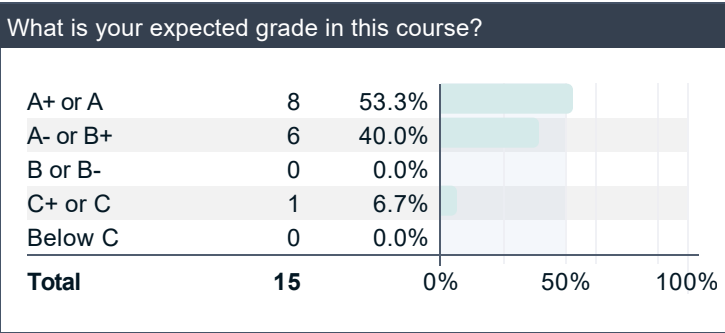 What is your expected grade in this course?
A+ or A 8 53.3%
A- or B+ 6 40.0%
B or B- 0 0.0%
C+ or C 1 6.7%
Below C 0 0.0%
Total 15 0% 50% 100%